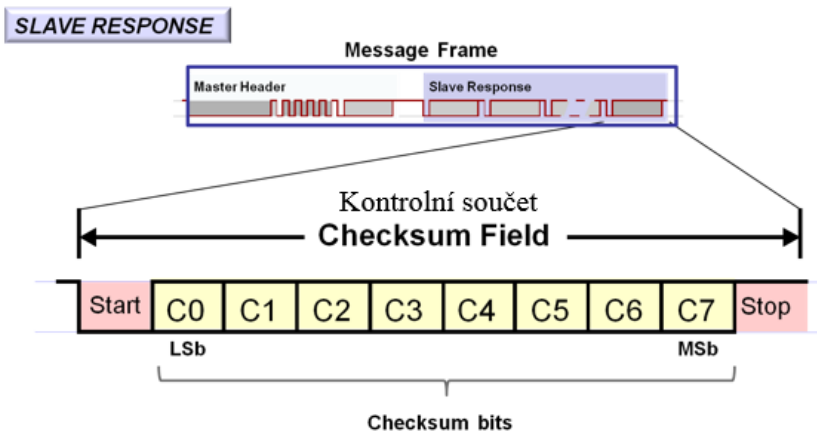 SLAVE RESPONSE
Message Frame
Master Header
Slave Response
Kontrolní součet
Checksum Field
Start C0 C1 C2 C3 C4 C5 C6 C7 Stop
LSb MSb
Checksum bits